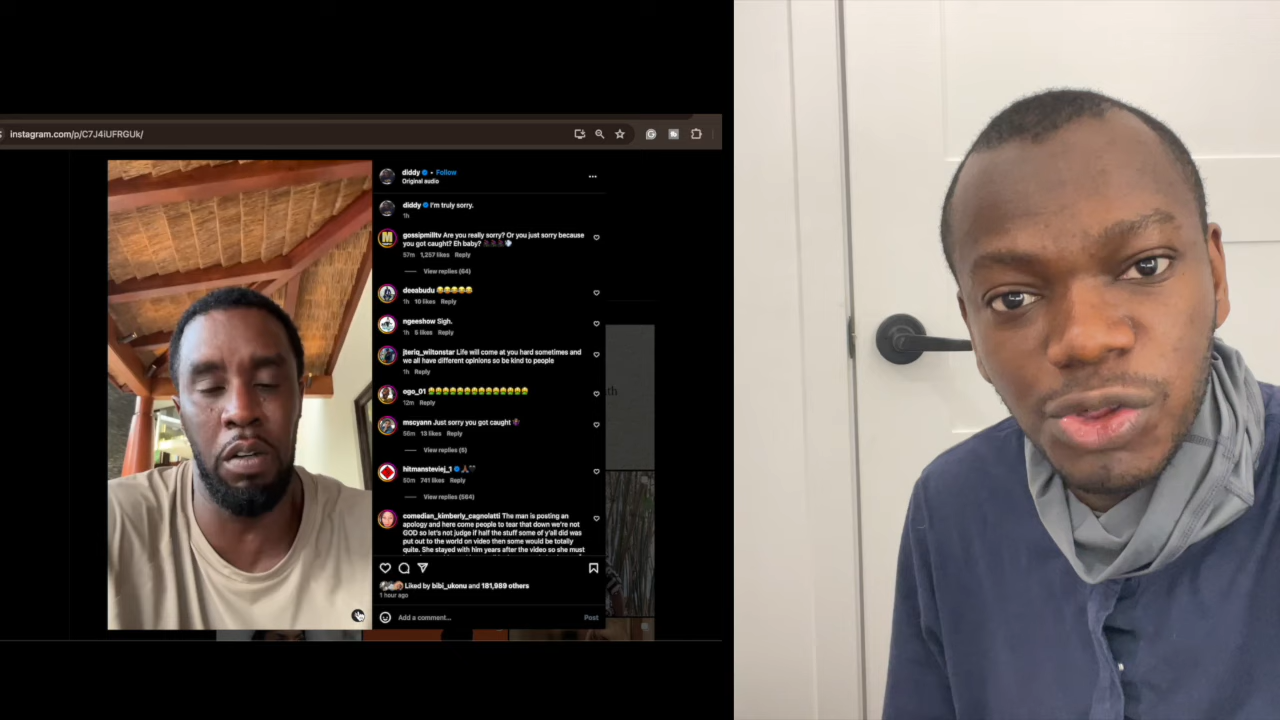 instagram.com/p/C7J4iUFRGUk/
diddy • Follow
Original audio
diddy I'm truly sorry.
1h
gossipmilltv Are you really sorry? Or you just sorry because
you got caught? Eh baby?
57m 1,257 likes Reply
View replies (64)
deeabudu 😂😂😂😂😂
1h 10 likes Reply
ngeeshow Sigh.
1h 5 likes Reply
jteriq_wiltonstar Life will come at you hard sometimes and
we all have different opinions so be kind to people
1h Reply
ogo_01
12m Reply
mscyann Just sorry you got caught
56m 13 likes Reply
View replies (5)
hitmansteviej_1
50m 741 likes Reply
View replies (584)
comedian_kimberly_cagnolatti The man is posting an
apology and here come people to tear that down we're not
GOD so let's not judge if half the stuff some of y'all did was
put out to the world on video then some would be totally
quite. She stayed with him years after the video so she must
Liked by bibi_ukonu and 181,989 others
1 hour ago
Add a comment...
Post